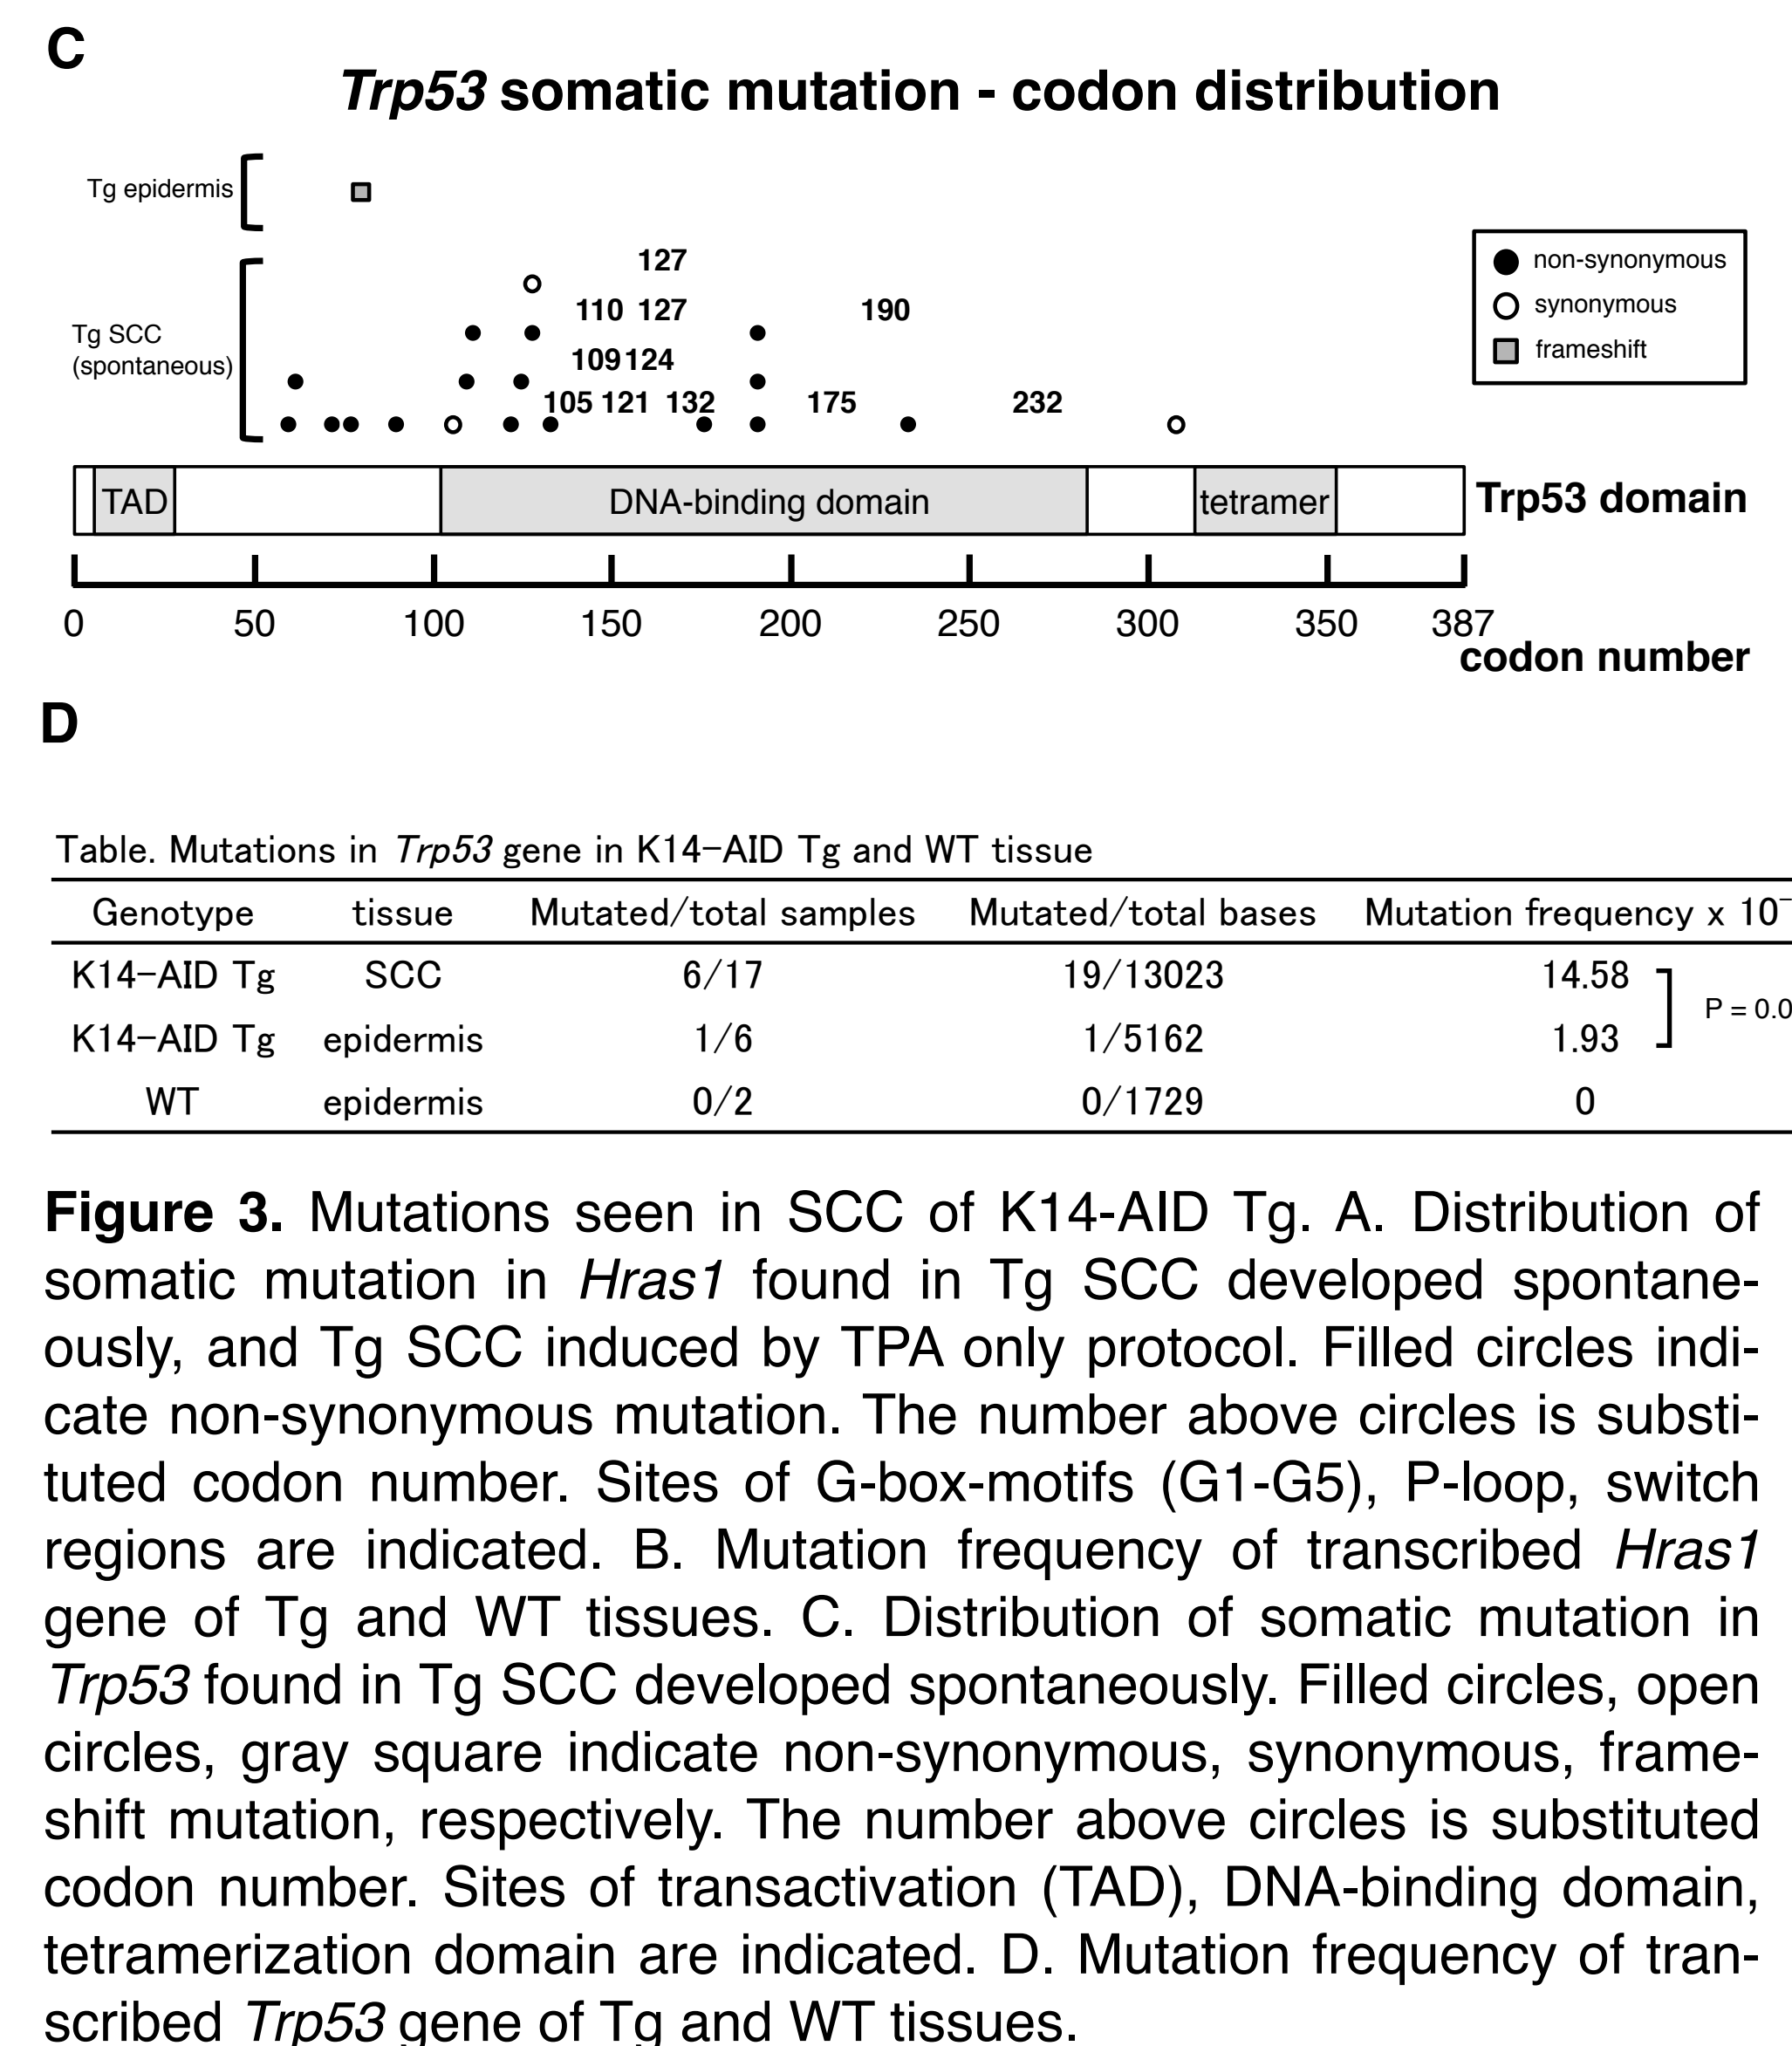 C
Trp53 somatic mutation - codon distribution
Tg epidermis
Tg SCC
(spontaneous)
127
110 127 190
109 124
105 121 132 175 232
non-synonymous
synonymous
frameshift
TAD DNA-binding domain tetramer Trp53 domain
0 50 100 150 200 250 300 350 387
codon number
D
Table. Mutations in Trp53 gene in K14-AID Tg and WT tissue
Genotype tissue Mutated/total samples Mutated/total bases Mutation frequency x 10⁻
K14-AID Tg SCC 6/17 19/13023 14.58
P = 0.0
K14-AID Tg epidermis 1/6 1/5162 1.93
WT epidermis 0/2 0/1729 0
Figure 3. Mutations seen in SCC of K14-AID Tg. A. Distribution of
somatic mutation in Hras1 found in Tg SCC developed spontane-
ously, and Tg SCC induced by TPA only protocol. Filled circles indi-
cate non-synonymous mutation. The number above circles is substi-
tuted codon number. Sites of G-box-motifs (G1-G5), P-loop, switch
regions are indicated. B. Mutation frequency of transcribed Hras1
gene of Tg and WT tissues. C. Distribution of somatic mutation in
Trp53 found in Tg SCC developed spontaneously. Filled circles, open
circles, gray square indicate non-synonymous, synonymous, frame-
shift mutation, respectively. The number above circles is substituted
codon number. Sites of transactivation (TAD), DNA-binding domain,
tetramerization domain are indicated. D. Mutation frequency of tran-
scribed Trp53 gene of Tg and WT tissues.